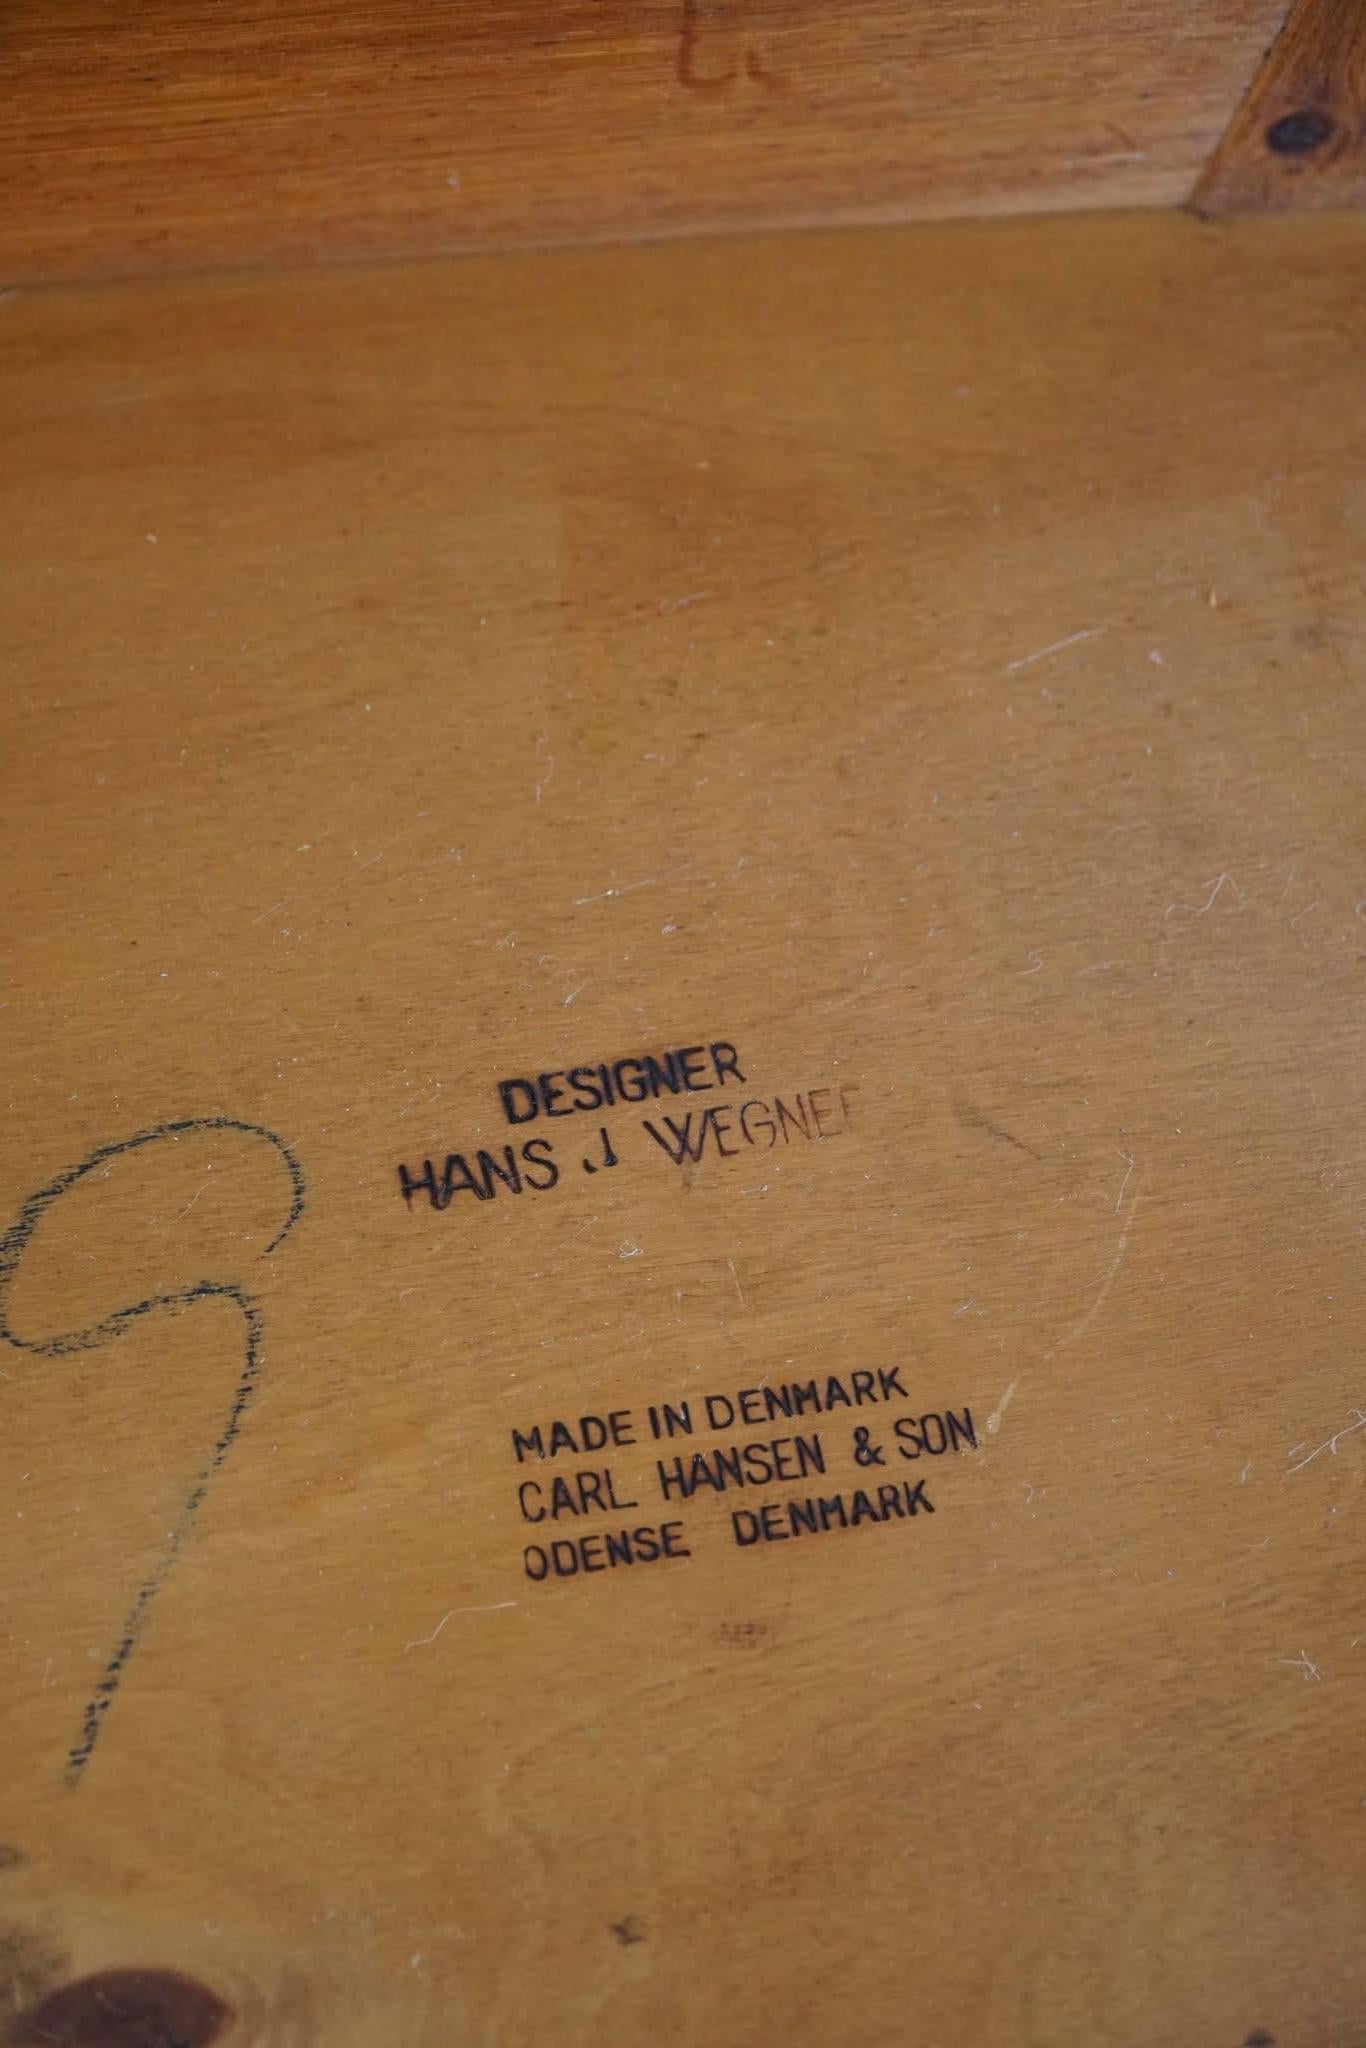 DESIGNER
HANS J WEGNER
MADE IN DENMARK
CARL HANSEN & SON
ODENSE DENMARK